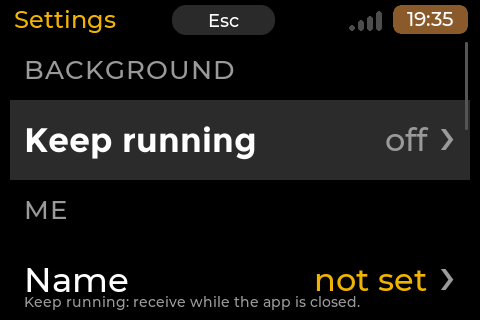 Settings
Esc
19:35
BACKGROUND
Keep running off ❯
ME
Name not set ❯
Keep running: receive while the app is closed.